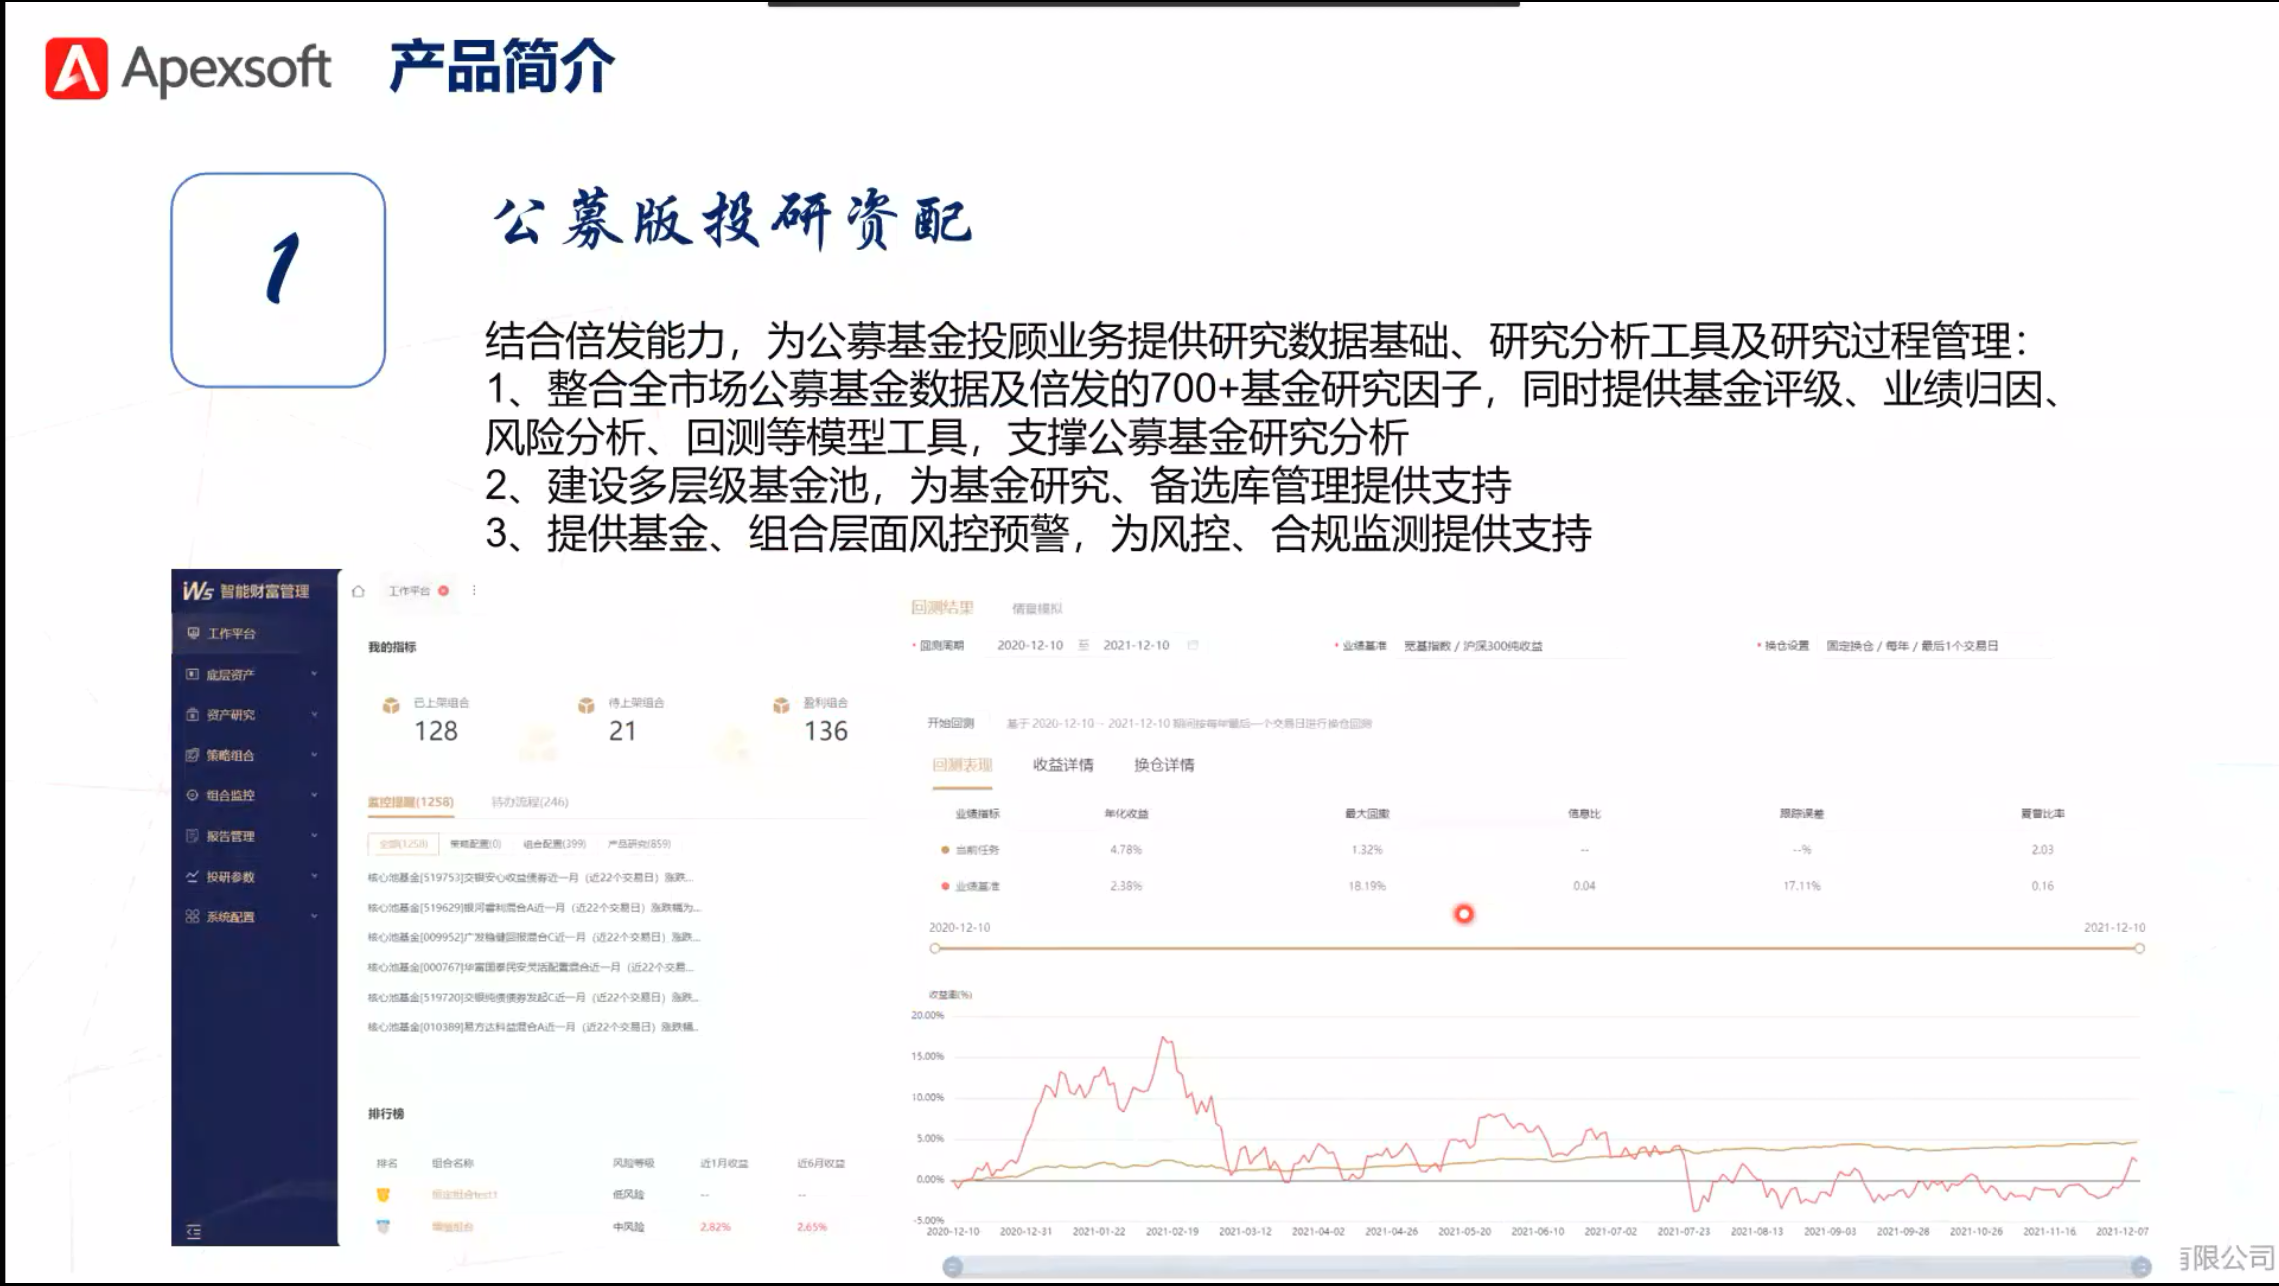 Apexsoft 产品简介
1
公募版投研资配
结合倍发能力，为公募基金投顾业务提供研究数据基础、研究分析工具及研究过程管理：
1、整合全市场公募基金数据及倍发的700+基金研究因子，同时提供基金评级、业绩归因、
风险分析、回测等模型工具，支撑公募基金研究分析
2、建设多层级基金池，为基金研究、备选库管理提供支持
3、提供基金、组合层面风控预警，为风控、合规监测提供支持
智能财富管理
工作平台
底层资产
资产研究
策略组合
组合监控
报告管理
投研参数
系统配置
工作平台
我的指标
已上架组合 待上架组合 盈利组合
128 21 136
监控提醒(1258) 待办流程(246)
全部(1258) 策略配置(0) 组合配置(399) 产品研究(859)
核心池基金[519753]交银安心收益债券近一月（近22个交易日）涨跌...
核心池基金[519629]银河睿利混合A近一月（近22个交易日）涨跌幅为...
核心池基金[009952]广发稳健回报混合C近一月（近22个交易日）涨跌...
核心池基金[000767]华富国泰民安灵活配置混合近一月（近22个交易...
核心池基金[519720]交银纯债债券发起C近一月（近22个交易日）涨跌...
核心池基金[010389]易方达科益混合A近一月（近22个交易日）涨跌幅...
排行榜
排名 组合名称 风险等级 近1月收益 近6月收益
低风险 -- --
中风险 2.82% 2.65%
回测结果 情景模拟
回测周期 2020-12-10 至 2021-12-10 业绩基准 宽基指数 / 沪深300纯收益 换仓设置 固定换仓 / 每年 / 最后1个交易日
开始回测 基于 2020-12-10 ~ 2021-12-10 期间按每年最后一个交易日进行换仓回测
回测表现 收益详情 换仓详情
业绩指标 年化收益 最大回撤 信息比 跟踪误差 夏普比率
当前任务 4.78% 1.32% -- --% 2.03
业绩基准 2.38% 18.19% 0.04 17.11% 0.16
2020-12-10 2021-12-10
收益率(%)
20.00%
15.00%
10.00%
5.00%
0.00%
-5.00%
2020-12-10 2020-12-31 2021-01-22 2021-02-19 2021-03-12 2021-04-02 2021-04-26 2021-05-20 2021-06-10 2021-07-02 2021-07-23 2021-08-13 2021-09-03 2021-09-28 2021-10-26 2021-11-16 2021-12-07
限公司